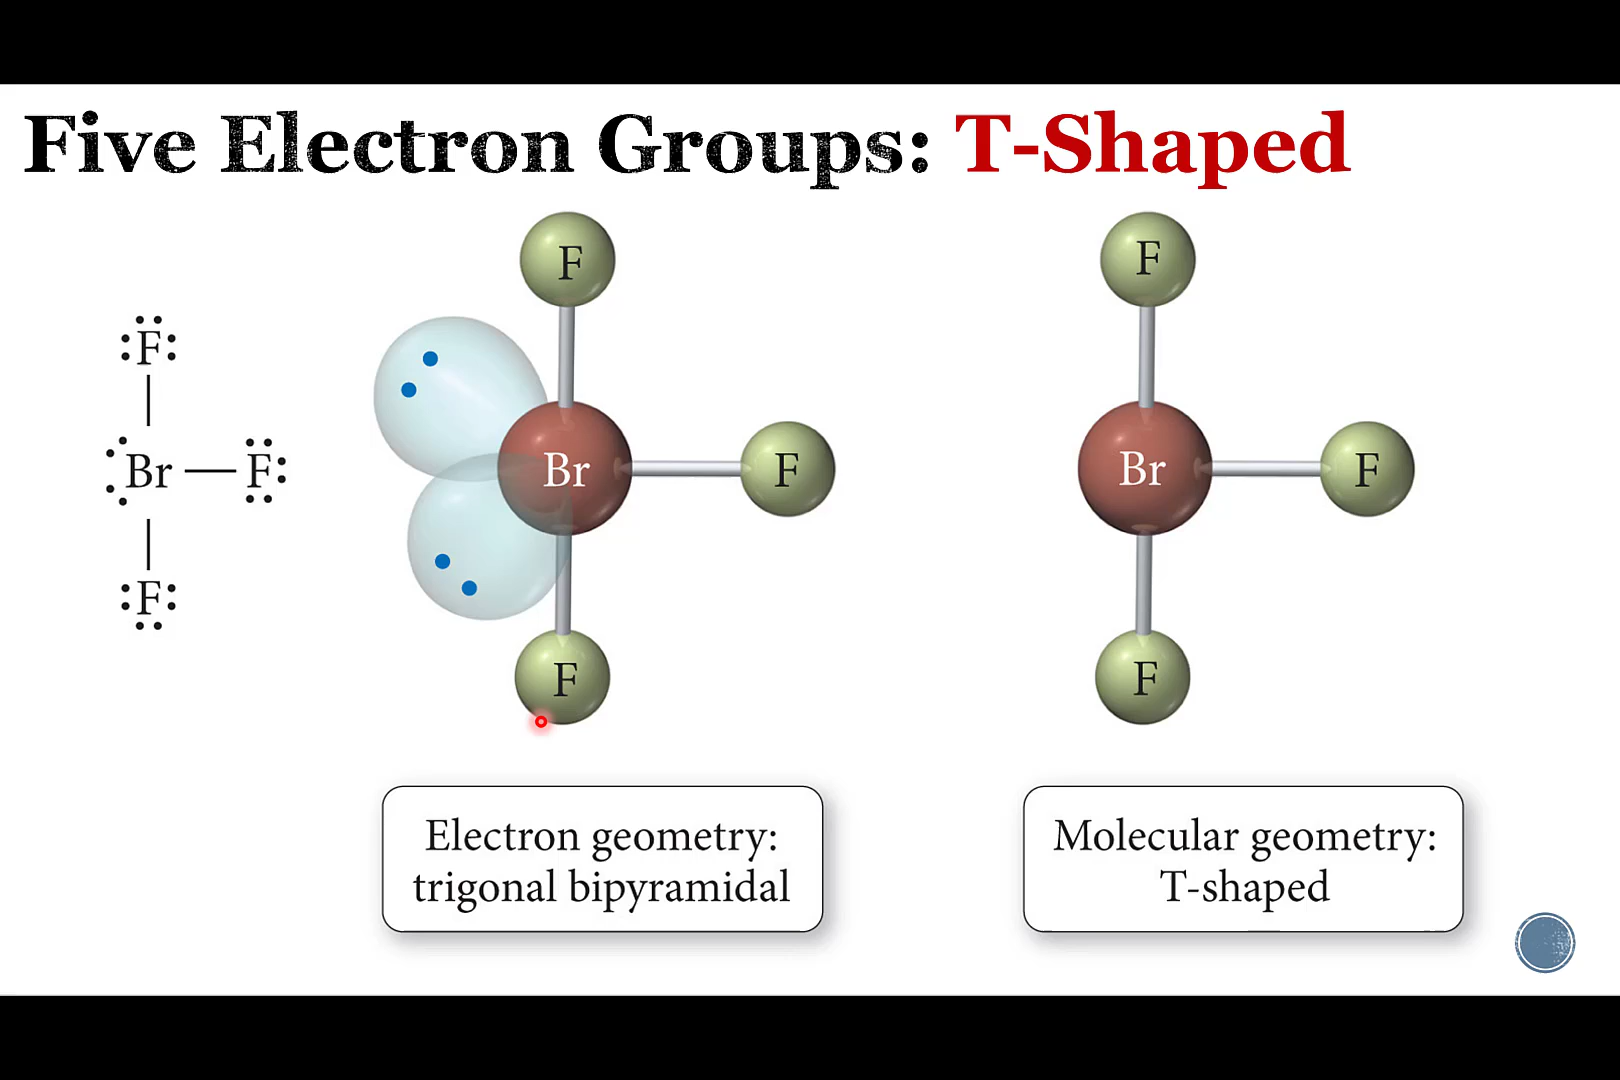 Five Electron Groups: T-Shaped
F
F
F
Br — F
F
Br
F
F
Br
F
F
Electron geometry:
trigonal bipyramidal
Molecular geometry:
T-shaped